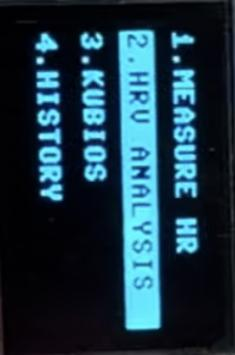 1.MEASURE HR
2.HRV ANALYSIS
3.KUBIOS
4.HISTORY